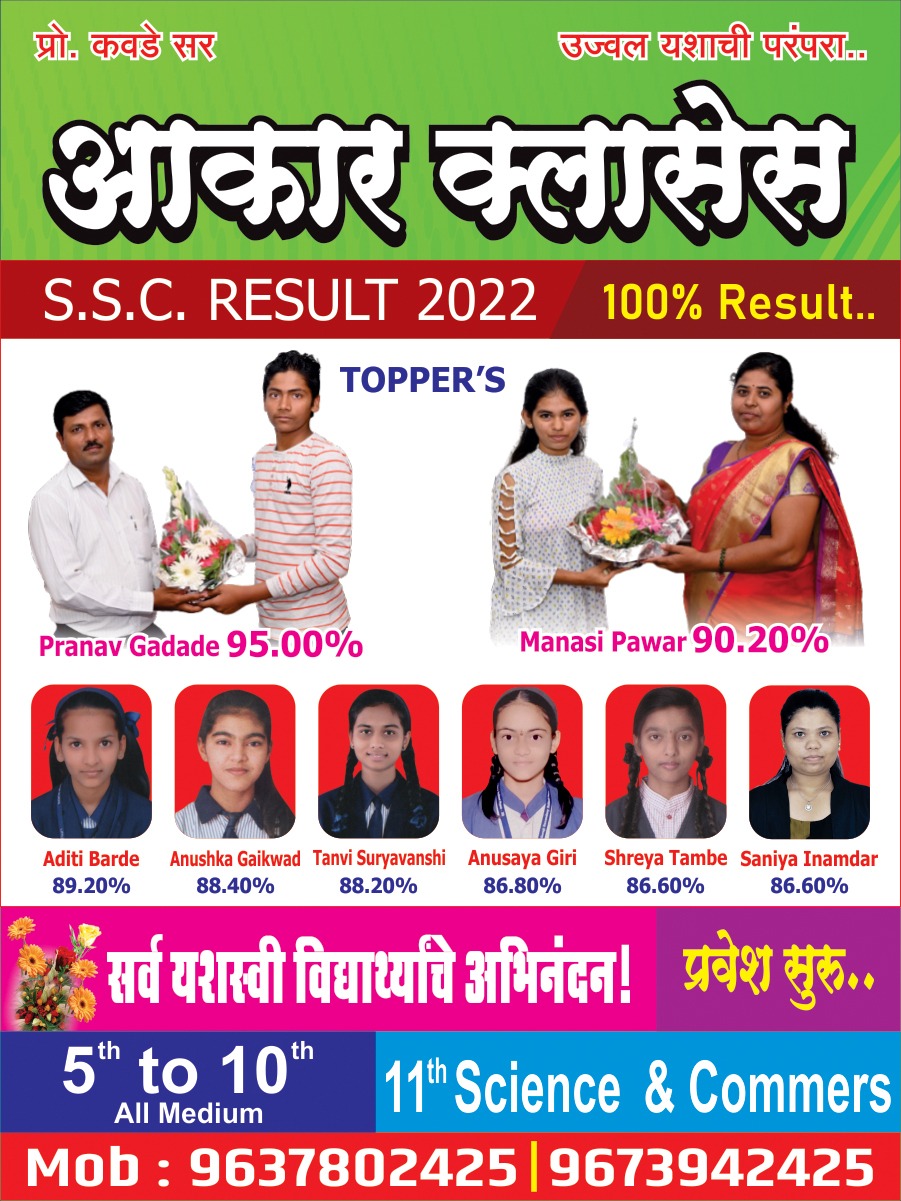 प्रो. कवडे सर
उज्वल यशाची परंपरा..
आकार क्लासेस
S.S.C. RESULT 2022
100% Result..
TOPPER'S
Pranav Gadade 95.00%
Manasi Pawar 90.20%
Aditi Barde
89.20%
Anushka Gaikwad
88.40%
Tanvi Suryavanshi
88.20%
Anusaya Giri
86.80%
Shreya Tambe
86.60%
Saniya Inamdar
86.60%
सर्व यशस्वी विद्यार्थ्यांचे अभिनंदन!
प्रवेश सुरु..
5th to 10th
All Medium
11th Science & Commers
Mob : 9637802425|9673942425